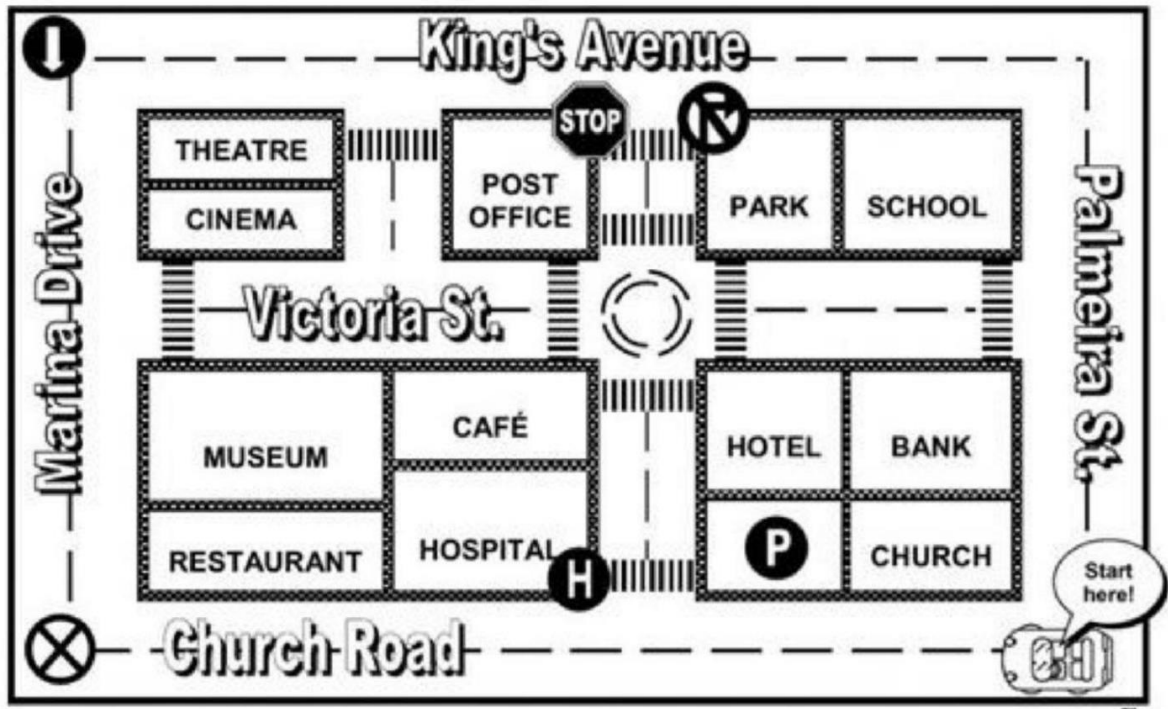 King's Avenue
STOP
THEATRE
CINEMA
POST
OFFICE
PARK
SCHOOL
Marina Drive
Victoria St.
Palmeira St.
MUSEUM
CAFÉ
HOTEL
BANK
RESTAURANT
HOSPITAL
H
P
CHURCH
Start
here!
Church Road